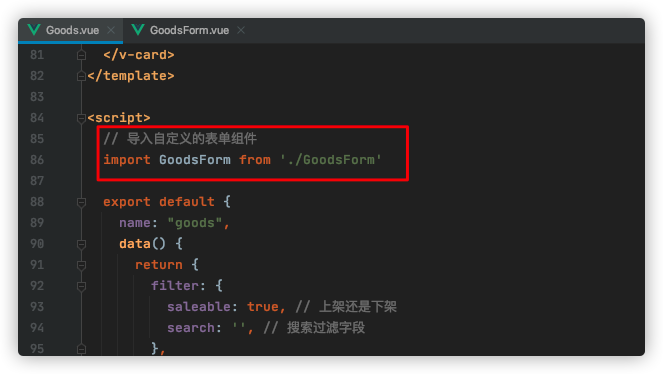 Goods.vue × GoodsForm.vue ×
81 </v-card>
82 </template>
83
84 <script>
85 // 导入自定义的表单组件
86 import GoodsForm from './GoodsForm'
87
88 export default {
89 name: "goods",
90 data() {
91 return {
92 filter: {
93 saleable: true, // 上架还是下架
94 search: '', // 搜索过滤字段
95 },